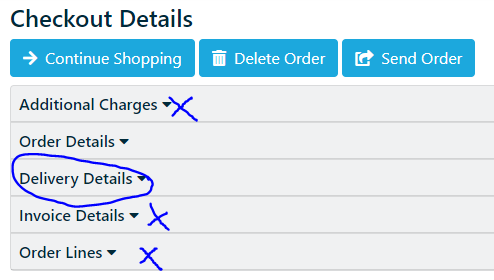 Checkout Details
Continue Shopping Delete Order Send Order
Additional Charges
Order Details
Delivery Details
Invoice Details
Order Lines